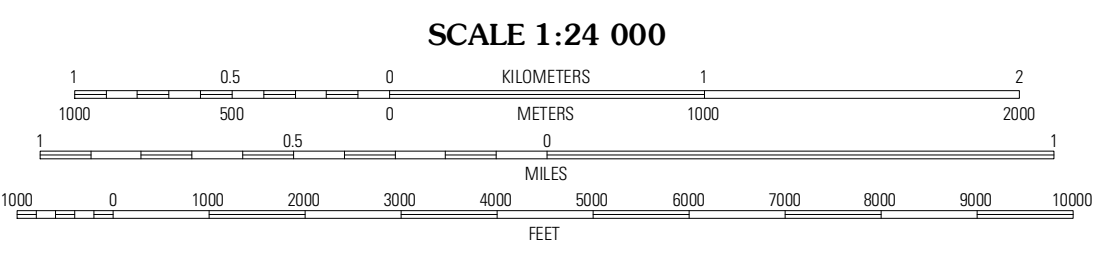 SCALE 1:24 000
1 0.5 0 KILOMETERS 1 2
1000 500 0 METERS 1000 2000
1 0.5 0 1
MILES
1000 0 1000 2000 3000 4000 5000 6000 7000 8000 9000 10000
FEET